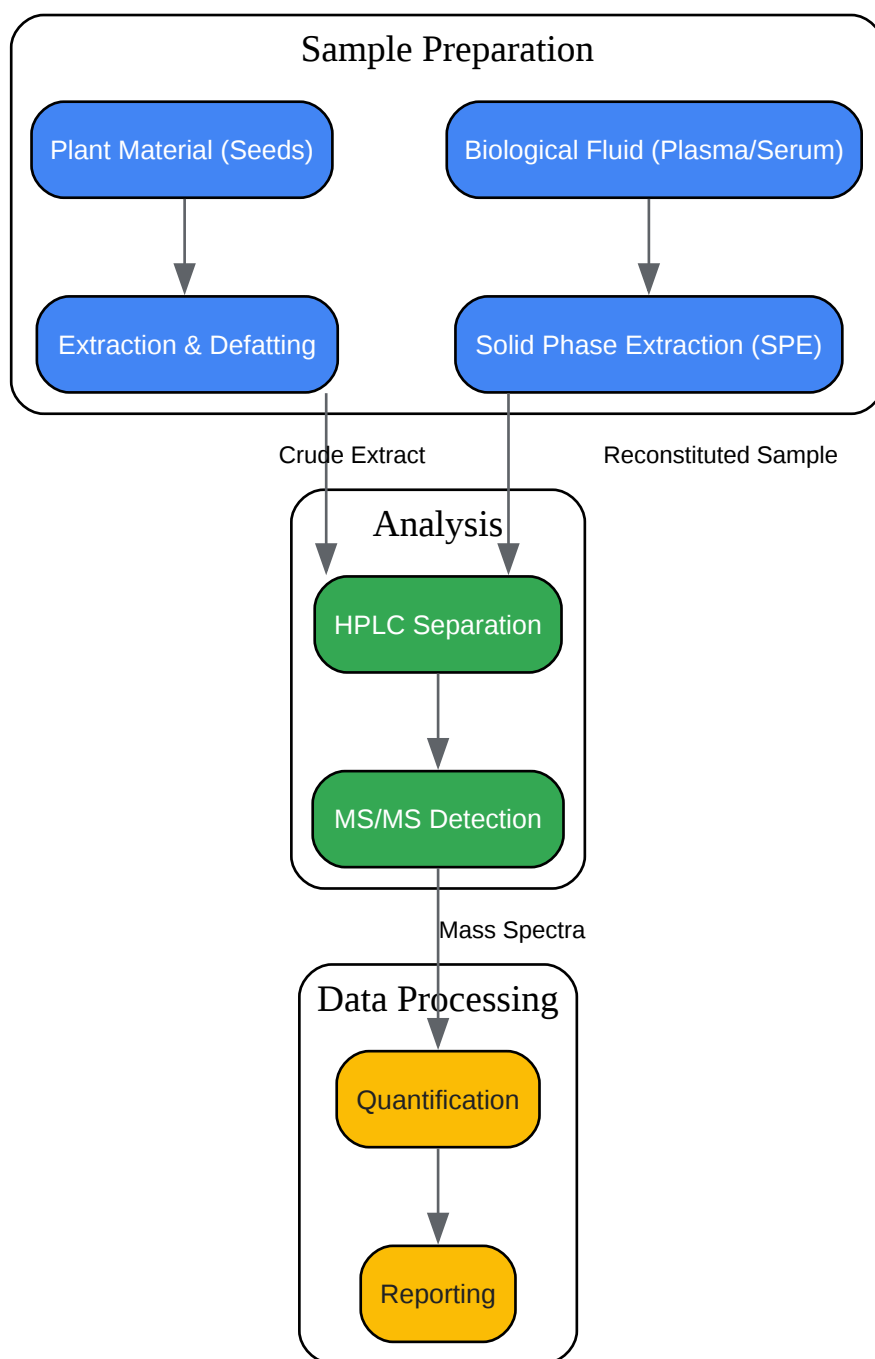 Sample Preparation
Plant Material (Seeds)
Biological Fluid (Plasma/Serum)
Extraction & Defatting
Solid Phase Extraction (SPE)
Crude Extract
Reconstituted Sample
Analysis
HPLC Separation
MS/MS Detection
Mass Spectra
Data Processing
Quantification
Reporting